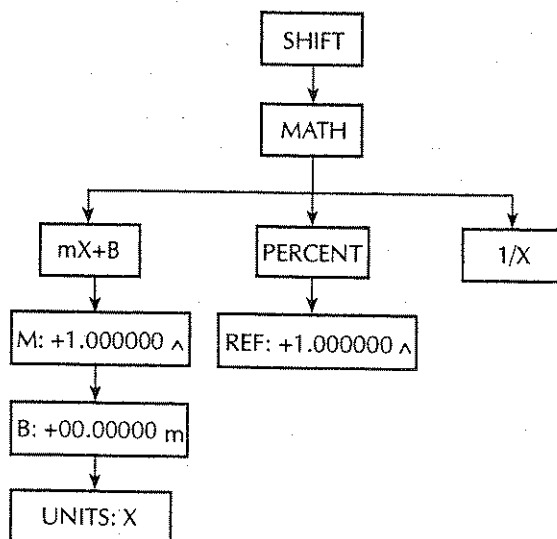 SHIFT
MATH
mX+B
PERCENT
1/X
M: +1.000000 ^
REF: +1.000000 ^
B: +00.00000 m
UNITS: X